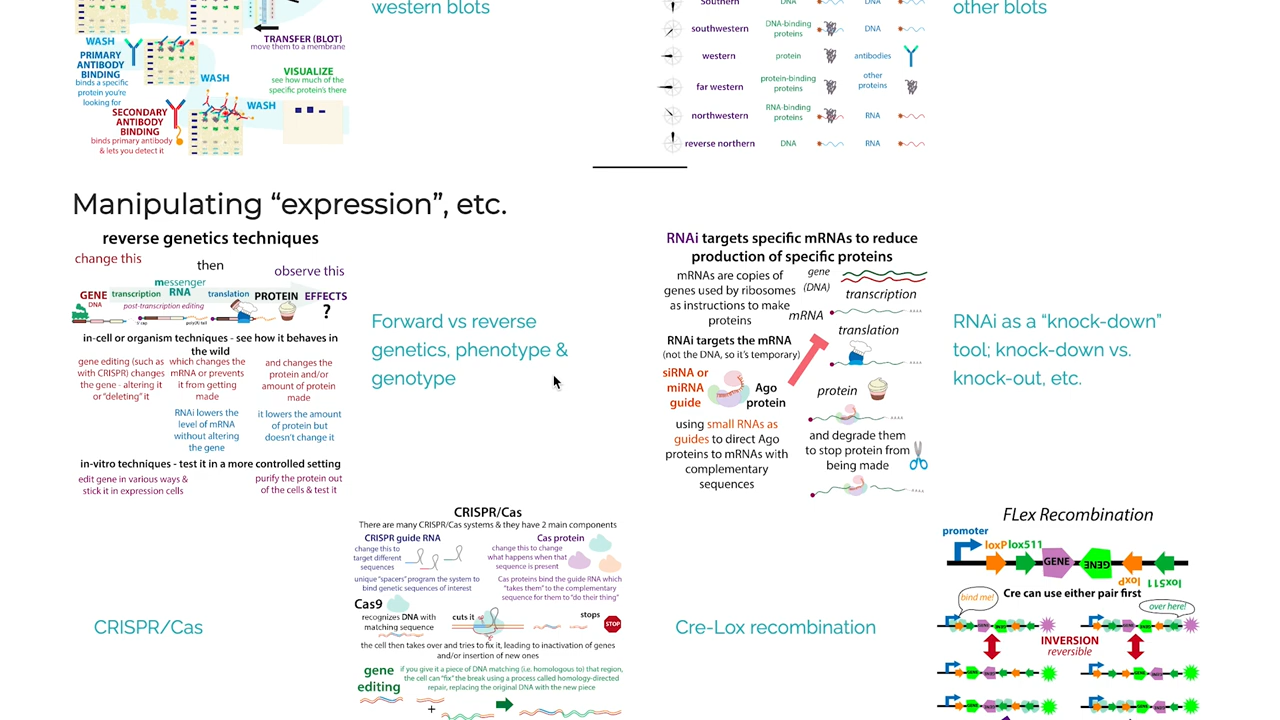 western blots
WASH
PRIMARY
ANTIBODY
BINDING
binds a specific
protein you're
looking for
TRANSFER (BLOT)
move them to a membrane
WASH
VISUALIZE
see how much of the
specific protein's there
SECONDARY
ANTIBODY
BINDING
binds primary antibody
& lets you detect it
WASH
other blots
Southern DNA RNA
southwestern DNA-binding proteins DNA
western protein antibodies
far western protein-binding proteins other proteins
northwestern RNA-binding proteins RNA
reverse northern DNA RNA
Manipulating “expression”, etc.
reverse genetics techniques
change this
then
observe this
messenger
GENE transcription RNA translation PROTEIN EFFECTS
DNA
post-transcription editing
?
5' cap
poly(A) tail
in-cell or organism techniques - see how it behaves in
the wild
gene editing (such as
with CRISPR) changes
the gene - altering it
or “deleting” it
which changes the
mRNA or prevents
it from getting
made
and changes the
protein and/or
amount of protein
made
RNAi lowers the
level of mRNA
without altering
the gene
it lowers the amount
of protein but
doesn't change it
in-vitro techniques - test it in a more controlled setting
edit gene in various ways &
stick it in expression cells
purify the protein out
of the cells & test it
Forward vs reverse
genetics, phenotype &
genotype
RNAi targets specific mRNAs to reduce
production of specific proteins
mRNAs are copies of
genes used by ribosomes
as instructions to make
proteins
gene
(DNA)
transcription
mRNA
AAAA
translation
RNAi targets the mRNA
(not the DNA, so it's temporary)
AAAA
siRNA or
miRNA
guide
Ago
protein
protein
AAAA
using small RNAs as
guides to direct Ago
proteins to mRNAs with
complementary
sequences
and degrade them
to stop protein from
being made
AAAA
RNAi as a “knock-down”
tool; knock-down vs.
knock-out, etc.
CRISPR/Cas
CRISPR/Cas
There are many CRISPR/Cas systems & they have 2 main components
CRISPR guide RNA
change this to
target different
sequences
Cas protein
change this to change
what happens when that
sequence is present
unique “spacers” program the system to
bind genetic sequences of interest
Cas proteins bind the guide RNA which
“takes them” to the complementary
sequence for them to “do their thing”
Cas9
recognizes DNA with
matching sequence
cuts it
stops
STOP
the cell then takes over and tries to fix it, leading to inactivation of genes
and/or insertion of new ones
gene
editing
if you give it a piece of DNA matching (i.e. homologous to) that region,
the cell can “fix” the break using a process called homology-directed
repair, replacing the original DNA with the new piece
+
Cre-Lox recombination
FLex Recombination
promoter
loxP lox511
GENE GENE
loxP lox511
Cre can use either pair first
bind me!
over here!
INVERSION
reversible